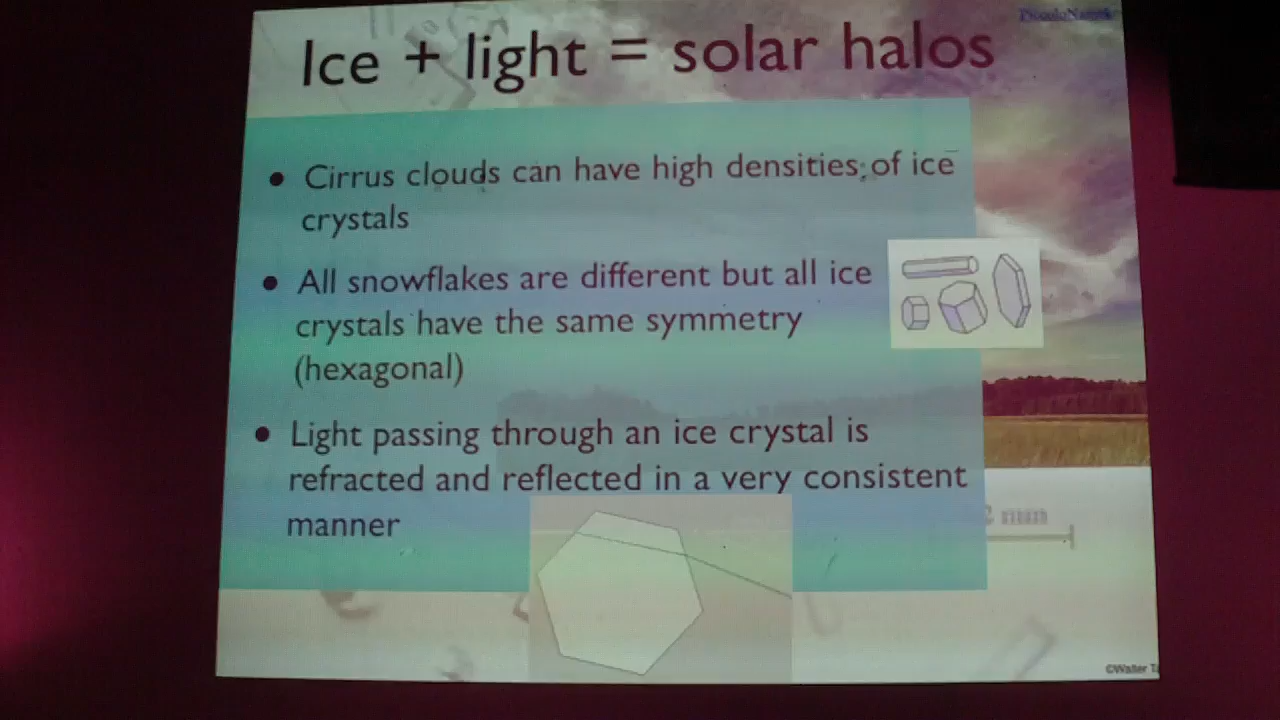 Ice + light = solar halos
Cirrus clouds can have high densities of ice
crystals
All snowflakes are different but all ice
crystals have the same symmetry
(hexagonal)
Light passing through an ice crystal is
refracted and reflected in a very consistent
manner
mm
©Walter